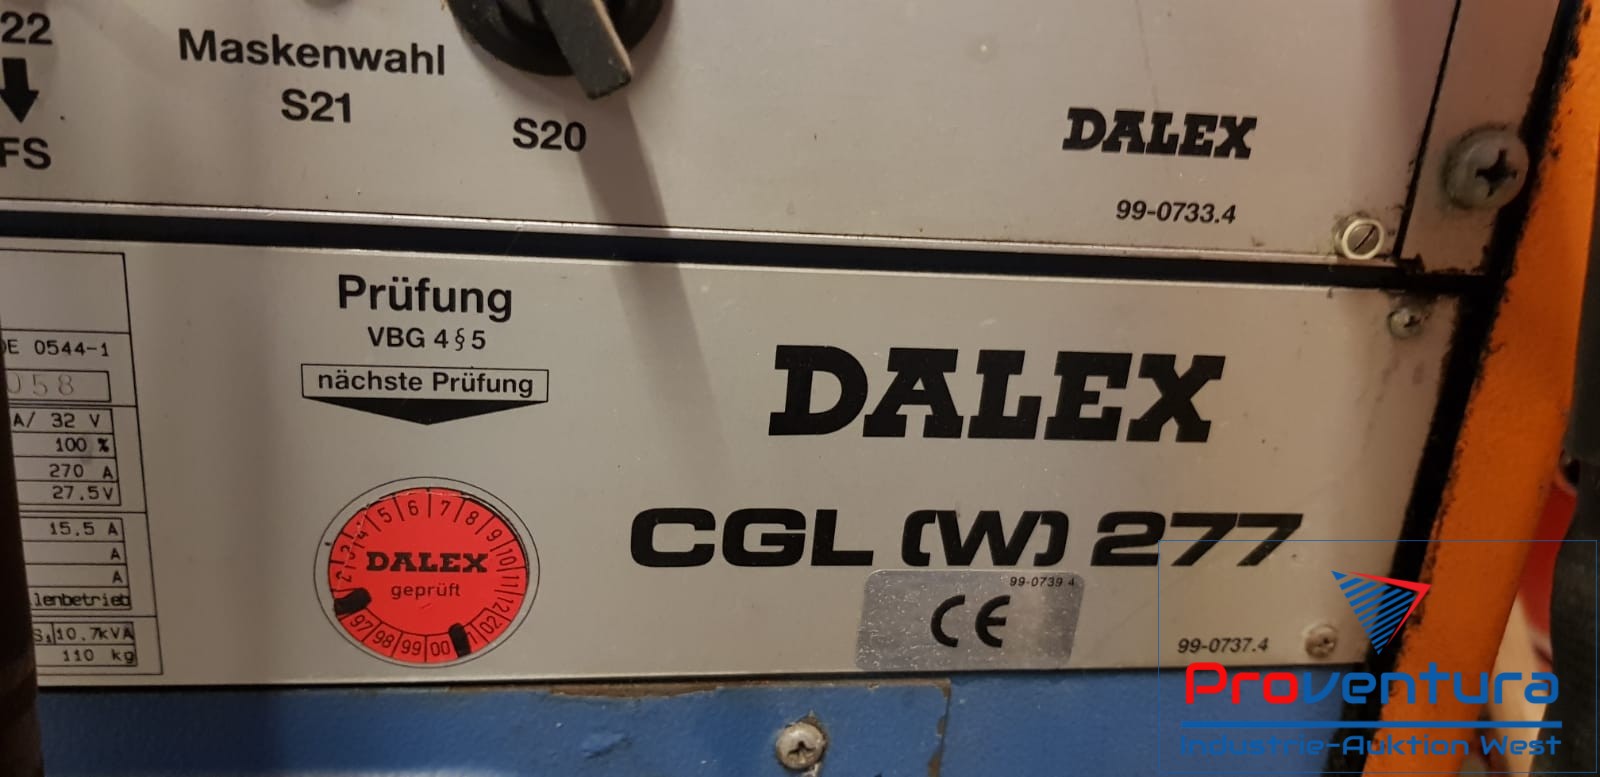 22
Maskenwahl
S21
S20
FS
DALEX
99-0733.4
Prüfung
VBG 4 § 5
nächste Prüfung
DE 0544-1
058
A/ 32 V
100 %
270 A
27.5V
15.5 A
A
A
lenbetrieb
S₁ 10.7kVA
110 kg
DALEX
CGL (W) 277
99-0739 4
CE
99-0737.4
2 3 4 5 6 7 8 9 10 11 12
DALEX
geprüft
97 98 99 00 02
Proventura
Industrie-Auktion West